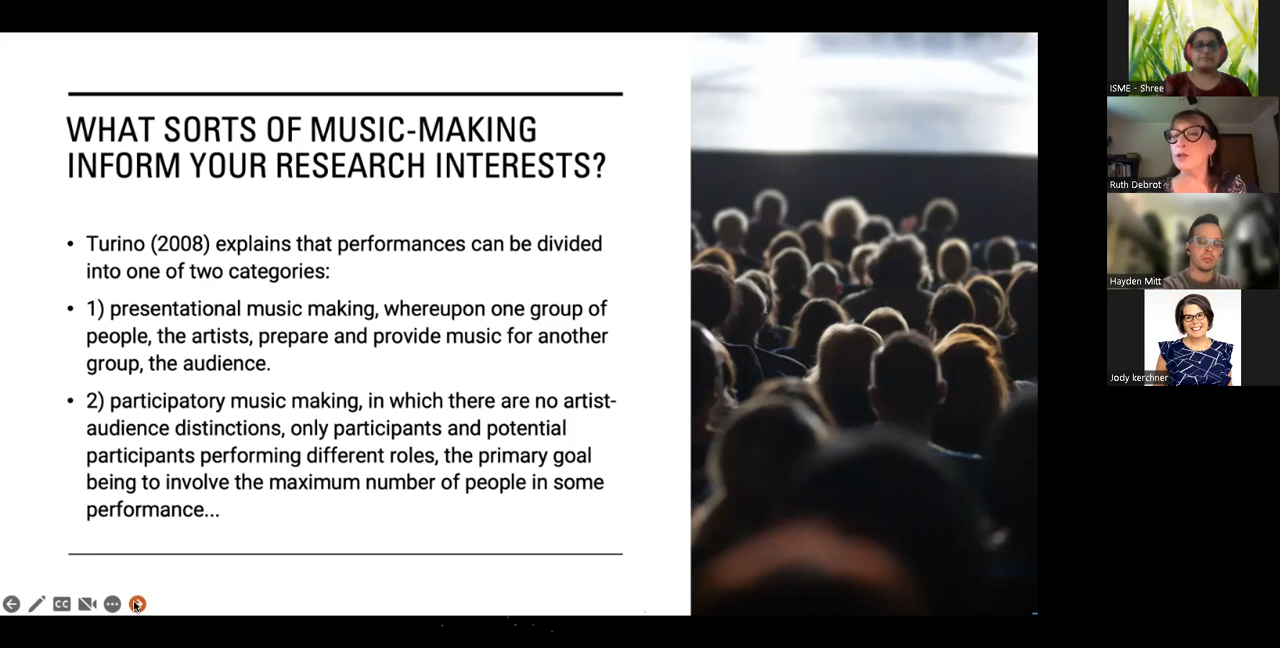 WHAT SORTS OF MUSIC-MAKING
INFORM YOUR RESEARCH INTERESTS?
• Turino (2008) explains that performances can be divided
into one of two categories:
• 1) presentational music making, whereupon one group of
people, the artists, prepare and provide music for another
group, the audience.
• 2) participatory music making, in which there are no artist-
audience distinctions, only participants and potential
participants performing different roles, the primary goal
being to involve the maximum number of people in some
performance...
CC
ISME - Shree
Ruth Debrot
Hayden Mitt
Jody kerchner